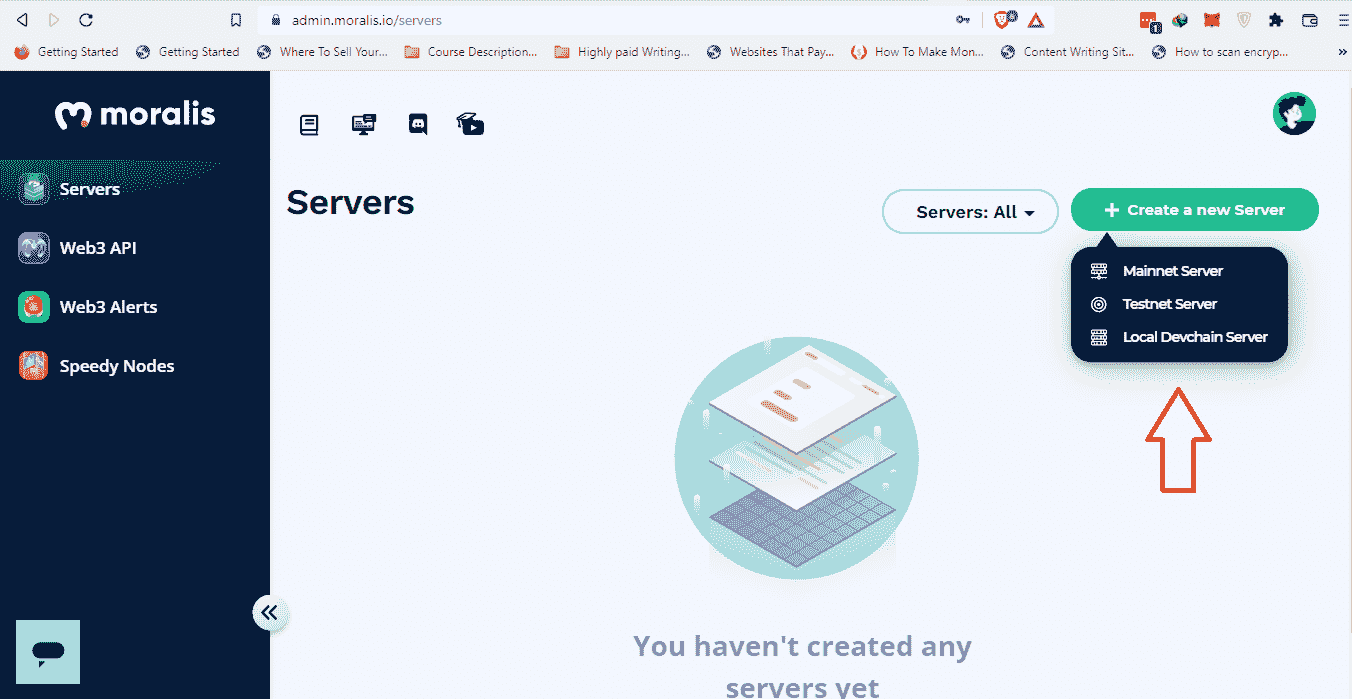 admin.moralis.io/servers
Getting Started
Getting Started
Where To Sell Your...
Course Description...
Highly paid Writing...
Websites That Pay...
How To Make Mon...
Content Writing Sit...
How to scan encryp...
»
moralis
Servers
Web3 API
Web3 Alerts
Speedy Nodes
Servers
Servers: All
+ Create a new Server
Mainnet Server
Testnet Server
Local Devchain Server
You haven't created any
servers yet